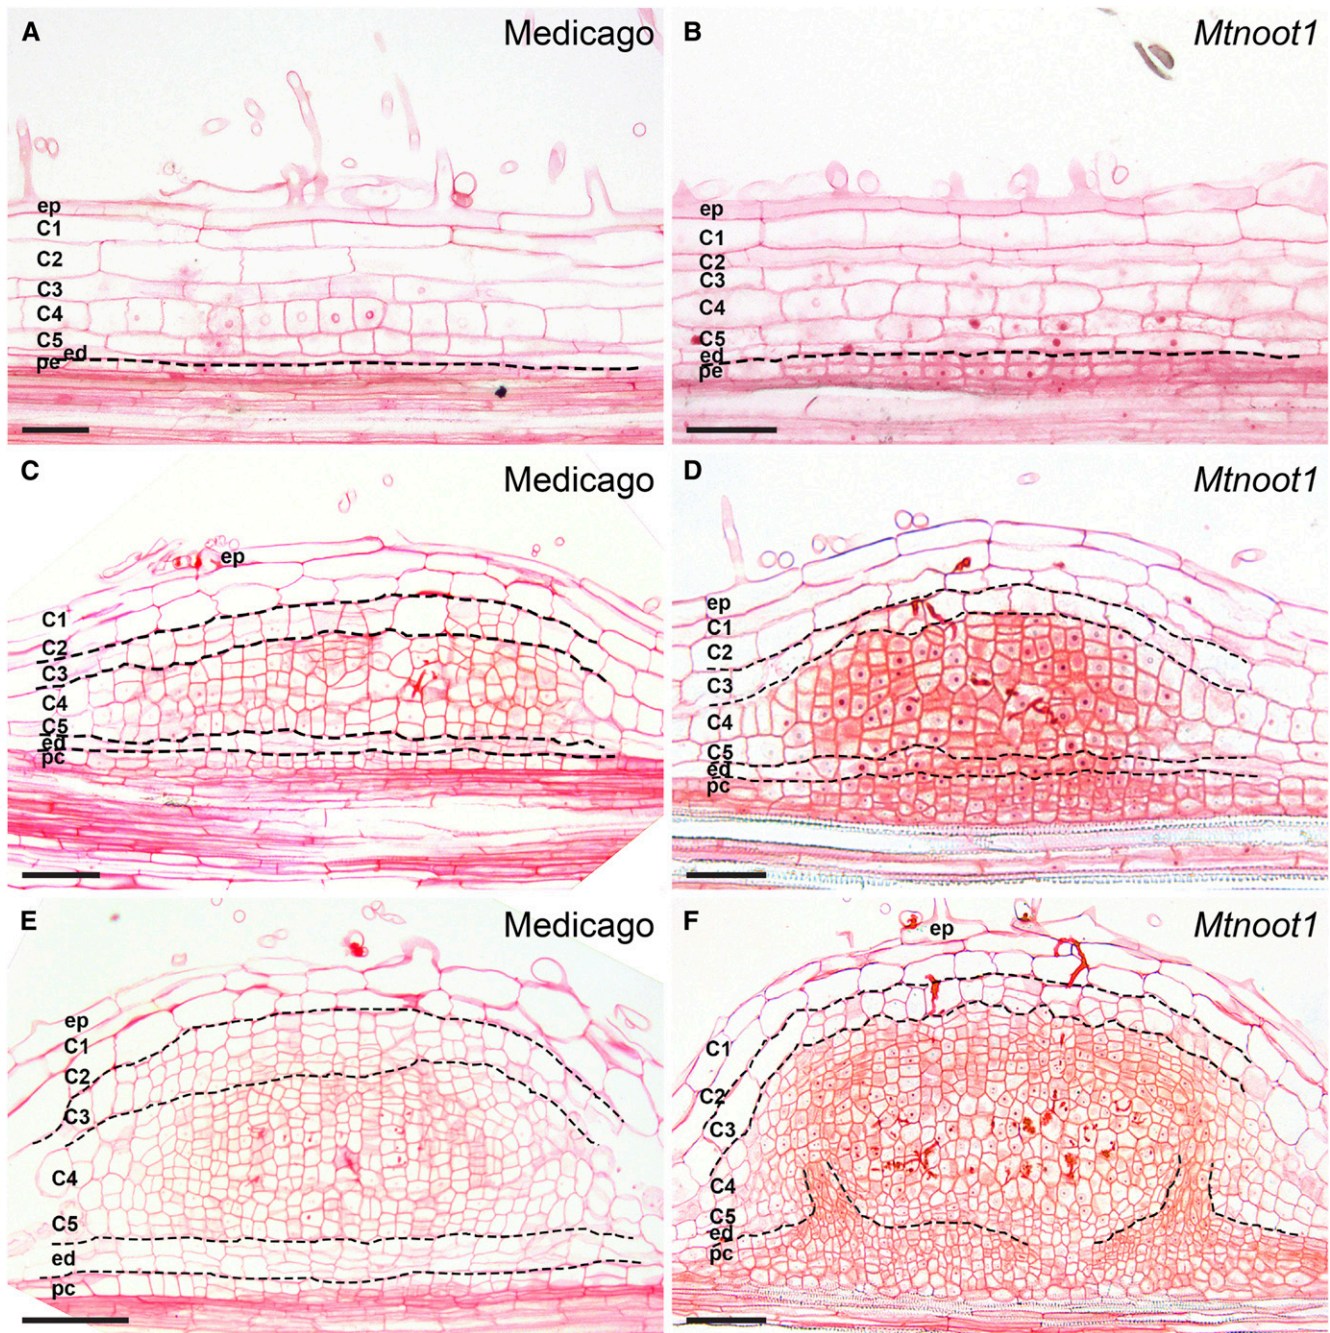 A Medicago
ep
C1
C2
C3
C4
C5
ed
pe
B Mtnoot1
ep
C1
C2
C3
C4
C5
ed
pe
C Medicago
ep
C1
C2
C3
C4
C5
ed
pc
D Mtnoot1
ep
C1
C2
C3
C4
C5
ed
pc
E Medicago
ep
C1
C2
C3
C4
C5
ed
pc
F Mtnoot1
ep
C1
C2
C3
C4
C5
ed
pc